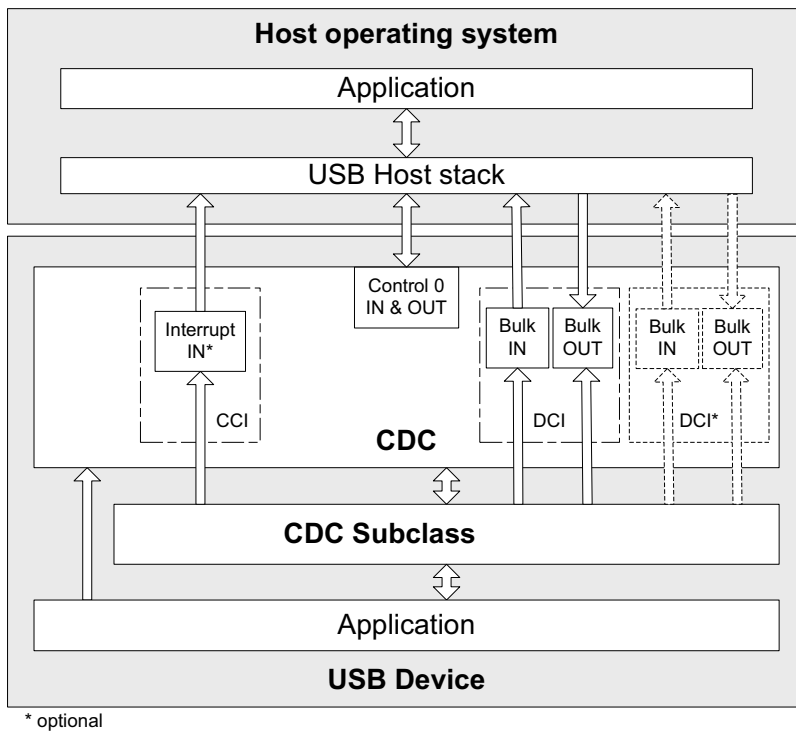 Host operating system
Application
USB Host stack
Control 0
IN & OUT
Interrupt
IN*
Bulk
IN
Bulk
OUT
Bulk
IN
Bulk
OUT
CCI
DCI
DCI*
CDC
CDC Subclass
Application
USB Device
* optional